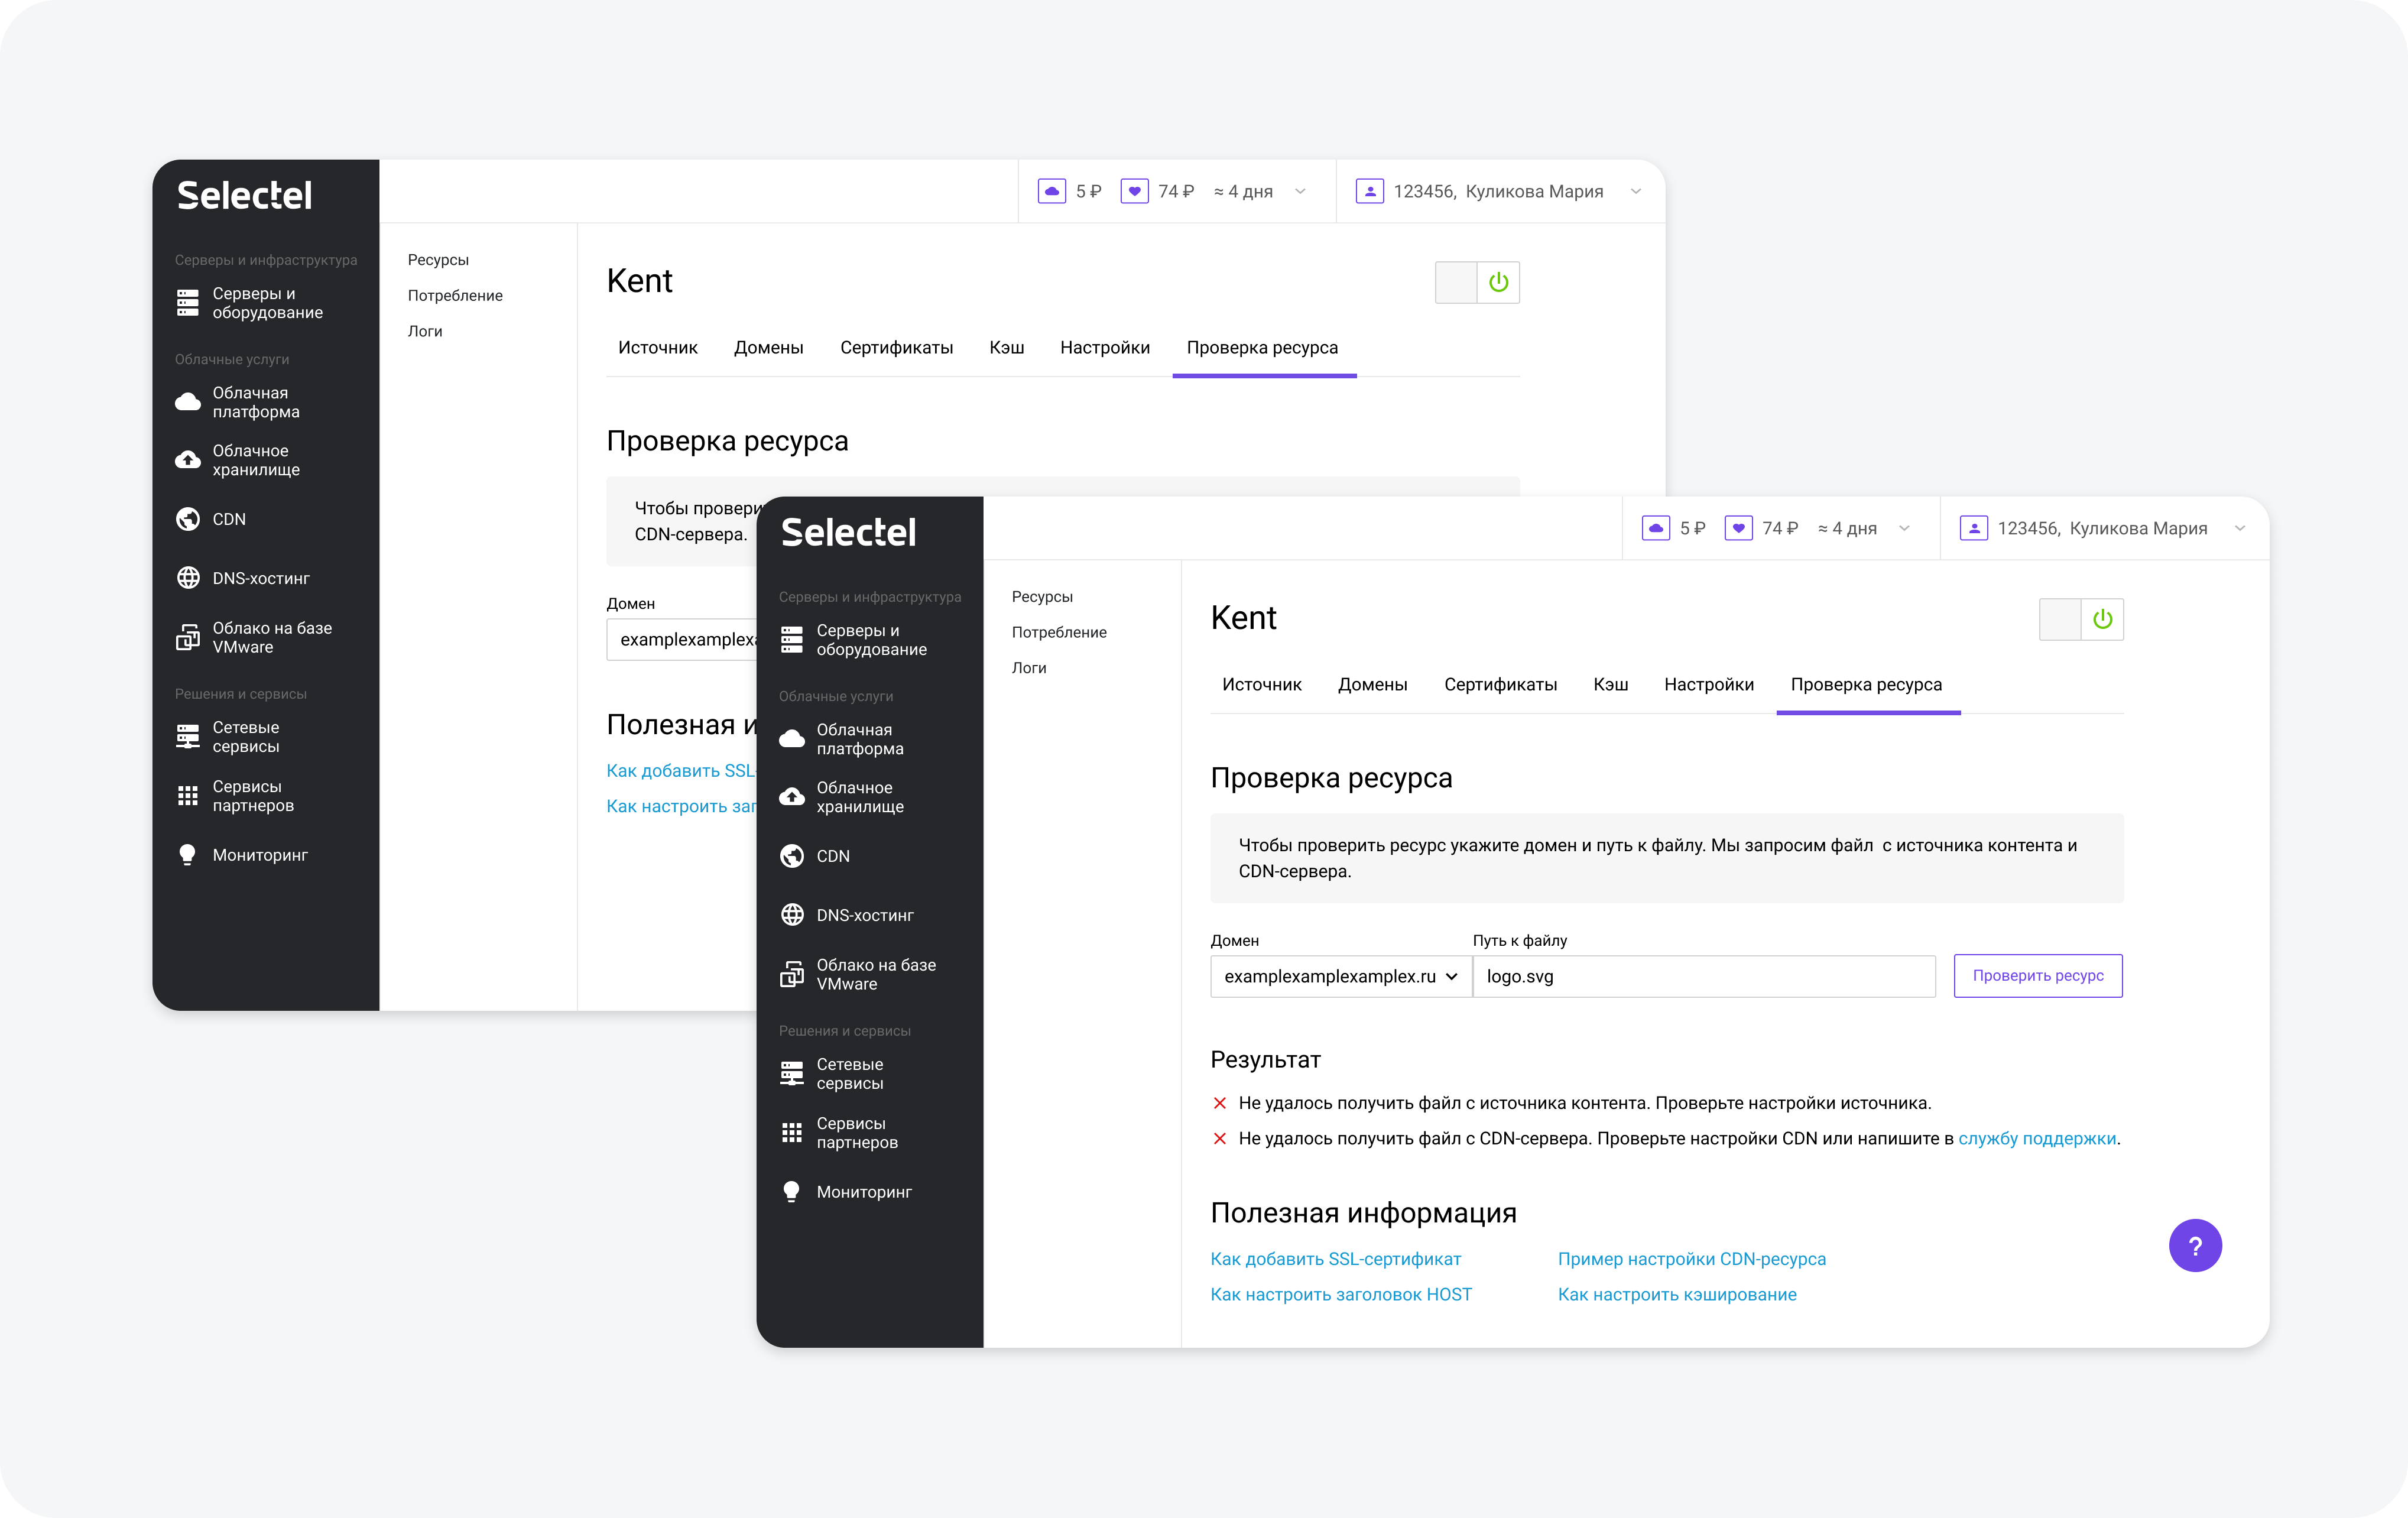 Selectel
5 ₽ 74 ₽ ≈ 4 дня
123456, Куликова Мария
Серверы и инфраструктура
Серверы и
оборудование
Облачные услуги
Облачная
платформа
Облачное
хранилище
CDN
DNS-хостинг
Облако на базе
VMware
Решения и сервисы
Сетевые
сервисы
Сервисы
партнеров
Мониторинг
Ресурсы
Потребление
Логи
Kent
Источник Домены Сертификаты Кэш Настройки Проверка ресурса
Проверка ресурса
Чтобы
CDN-сервера.
Домен
Полезная
Как добавить SSL-
Как настроить
Selectel
5 ₽ 74 ₽ ≈ 4 дня
123456, Куликова Мария
Серверы и инфраструктура
Серверы и
оборудование
Облачные услуги
Облачная
платформа
Облачное
хранилище
CDN
DNS-хостинг
Облако на базе
VMware
Решения и сервисы
Сетевые
сервисы
Сервисы
партнеров
Мониторинг
Ресурсы
Потребление
Логи
Kent
Источник Домены Сертификаты Кэш Настройки Проверка ресурса
Проверка ресурса
Чтобы проверить ресурс укажите домен и путь к файлу. Мы запросим файл с источника контента и
CDN-сервера.
Домен Путь к файлу
examplexamplexamplex.ru logo.svg Проверить ресурс
Результат
Не удалось получить файл с источника контента. Проверьте настройки источника.
Не удалось получить файл с CDN-сервера. Проверьте настройки CDN или напишите в службу поддержки.
Полезная информация
Как добавить SSL-сертификат Пример настройки CDN-ресурса
Как настроить заголовок HOST Как настроить кэширование
?